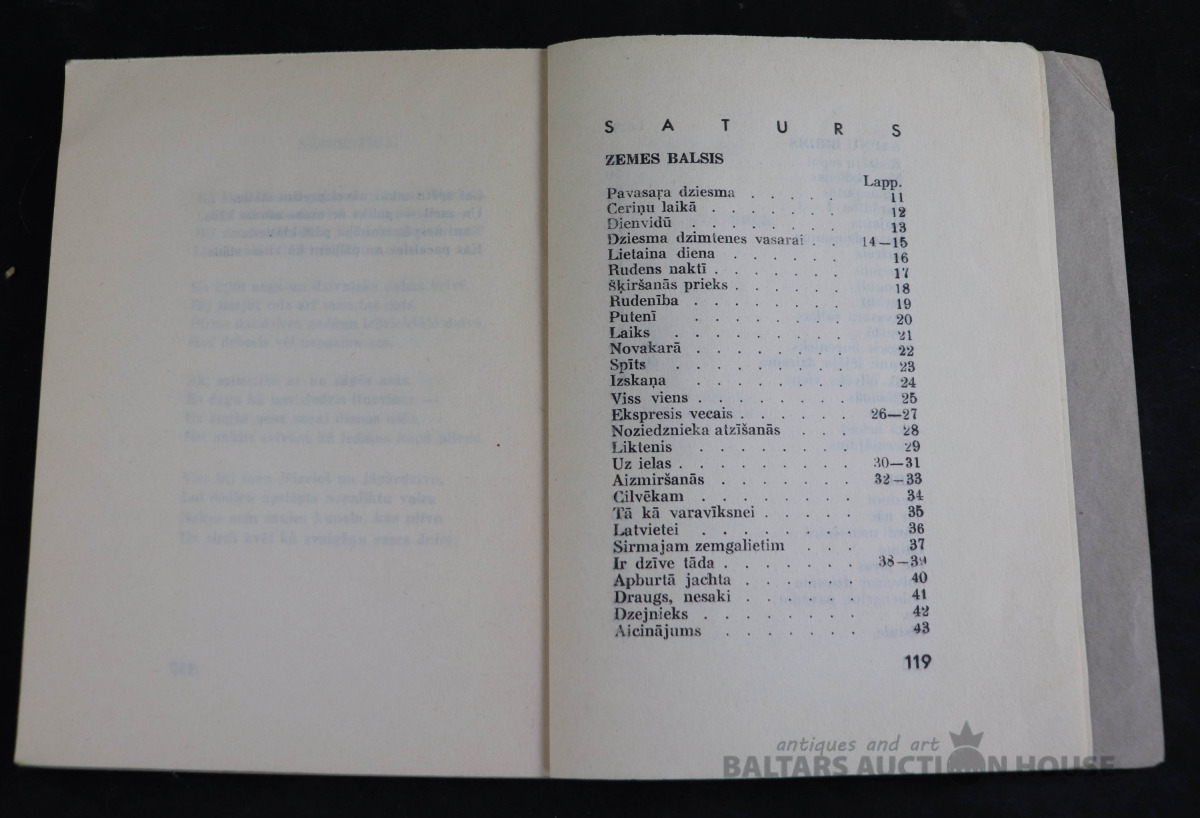 S A T U R S
ZEMES BALSIS
Lapp.
Pavasaŗa dziesma . . . . . 11
Ceriņu laikā . . . . . . . 12
Dienvidū . . . . . . . . 13
Dziesma dzimtenes vasarai . . . 14—15
Lietaina diena . . . . . . 16
Rudens naktī . . . . . . . 17
Šķiršanās prieks . . . . . . 18
Rudenība . . . . . . . . 19
Putenī . . . . . . . . 20
Laiks . . . . . . . . . 21
Novakarā . . . . . . . . 22
Spīts . . . . . . . . . 23
Izskaņa . . . . . . . . 24
Viss viens . . . . . . . 25
Ekspresis vecais . . . . . . 26—27
Noziedznieka atzīšanās . . . 28
Liktenis . . . . . . . . 29
Uz ielas . . . . . . . . 30—31
Aizmiršanās . . . . . . . 32—33
Cilvēkam . . . . . . . . 34
Tā kā varavīksnei . . . . . 35
Latvietei . . . . . . . . 36
Sirmajam zemgalietim . . . 37
Ir dzīve tāda . . . . . . . 38—39
Apburtā jachta . . . . . . 40
Draugs, nesaki . . . . . . 41
Dzejnieks . . . . . . . . 42
Aicinājums . . . . . . . 43
119
antiques and art
BALTARS AUCTION HOUSE